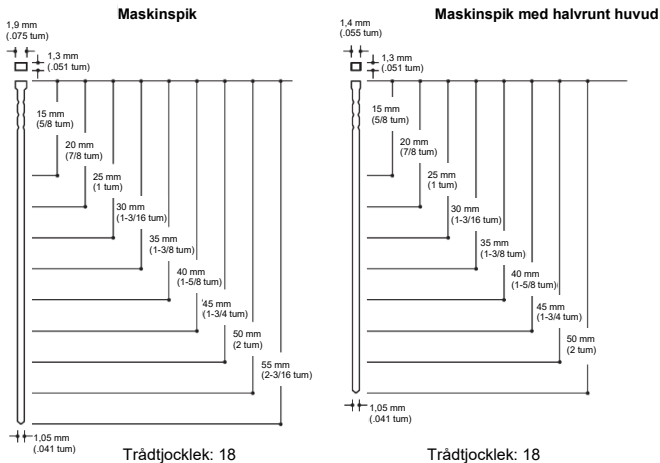 Maskinspik
1,9 mm
(.075 tum)
1,3 mm
(.051 tum)
15 mm
(5/8 tum)
20 mm
(7/8 tum)
25 mm
(1 tum)
30 mm
(1-3/16 tum)
35 mm
(1-3/8 tum)
40 mm
(1-5/8 tum)
45 mm
(1-3/4 tum)
50 mm
(2 tum)
55 mm
(2-3/16 tum)
1,05 mm
(.041 tum)
Trådtjocklek: 18
Maskinspik med halvrunt huvud
1,4 mm
(.055 tum)
1,3 mm
(.051 tum)
15 mm
(5/8 tum)
20 mm
(7/8 tum)
25 mm
(1 tum)
30 mm
(1-3/16 tum)
35 mm
(1-3/8 tum)
40 mm
(1-5/8 tum)
45 mm
(1-3/4 tum)
50 mm
(2 tum)
1,05 mm
(.041 tum)
Trådtjocklek: 18